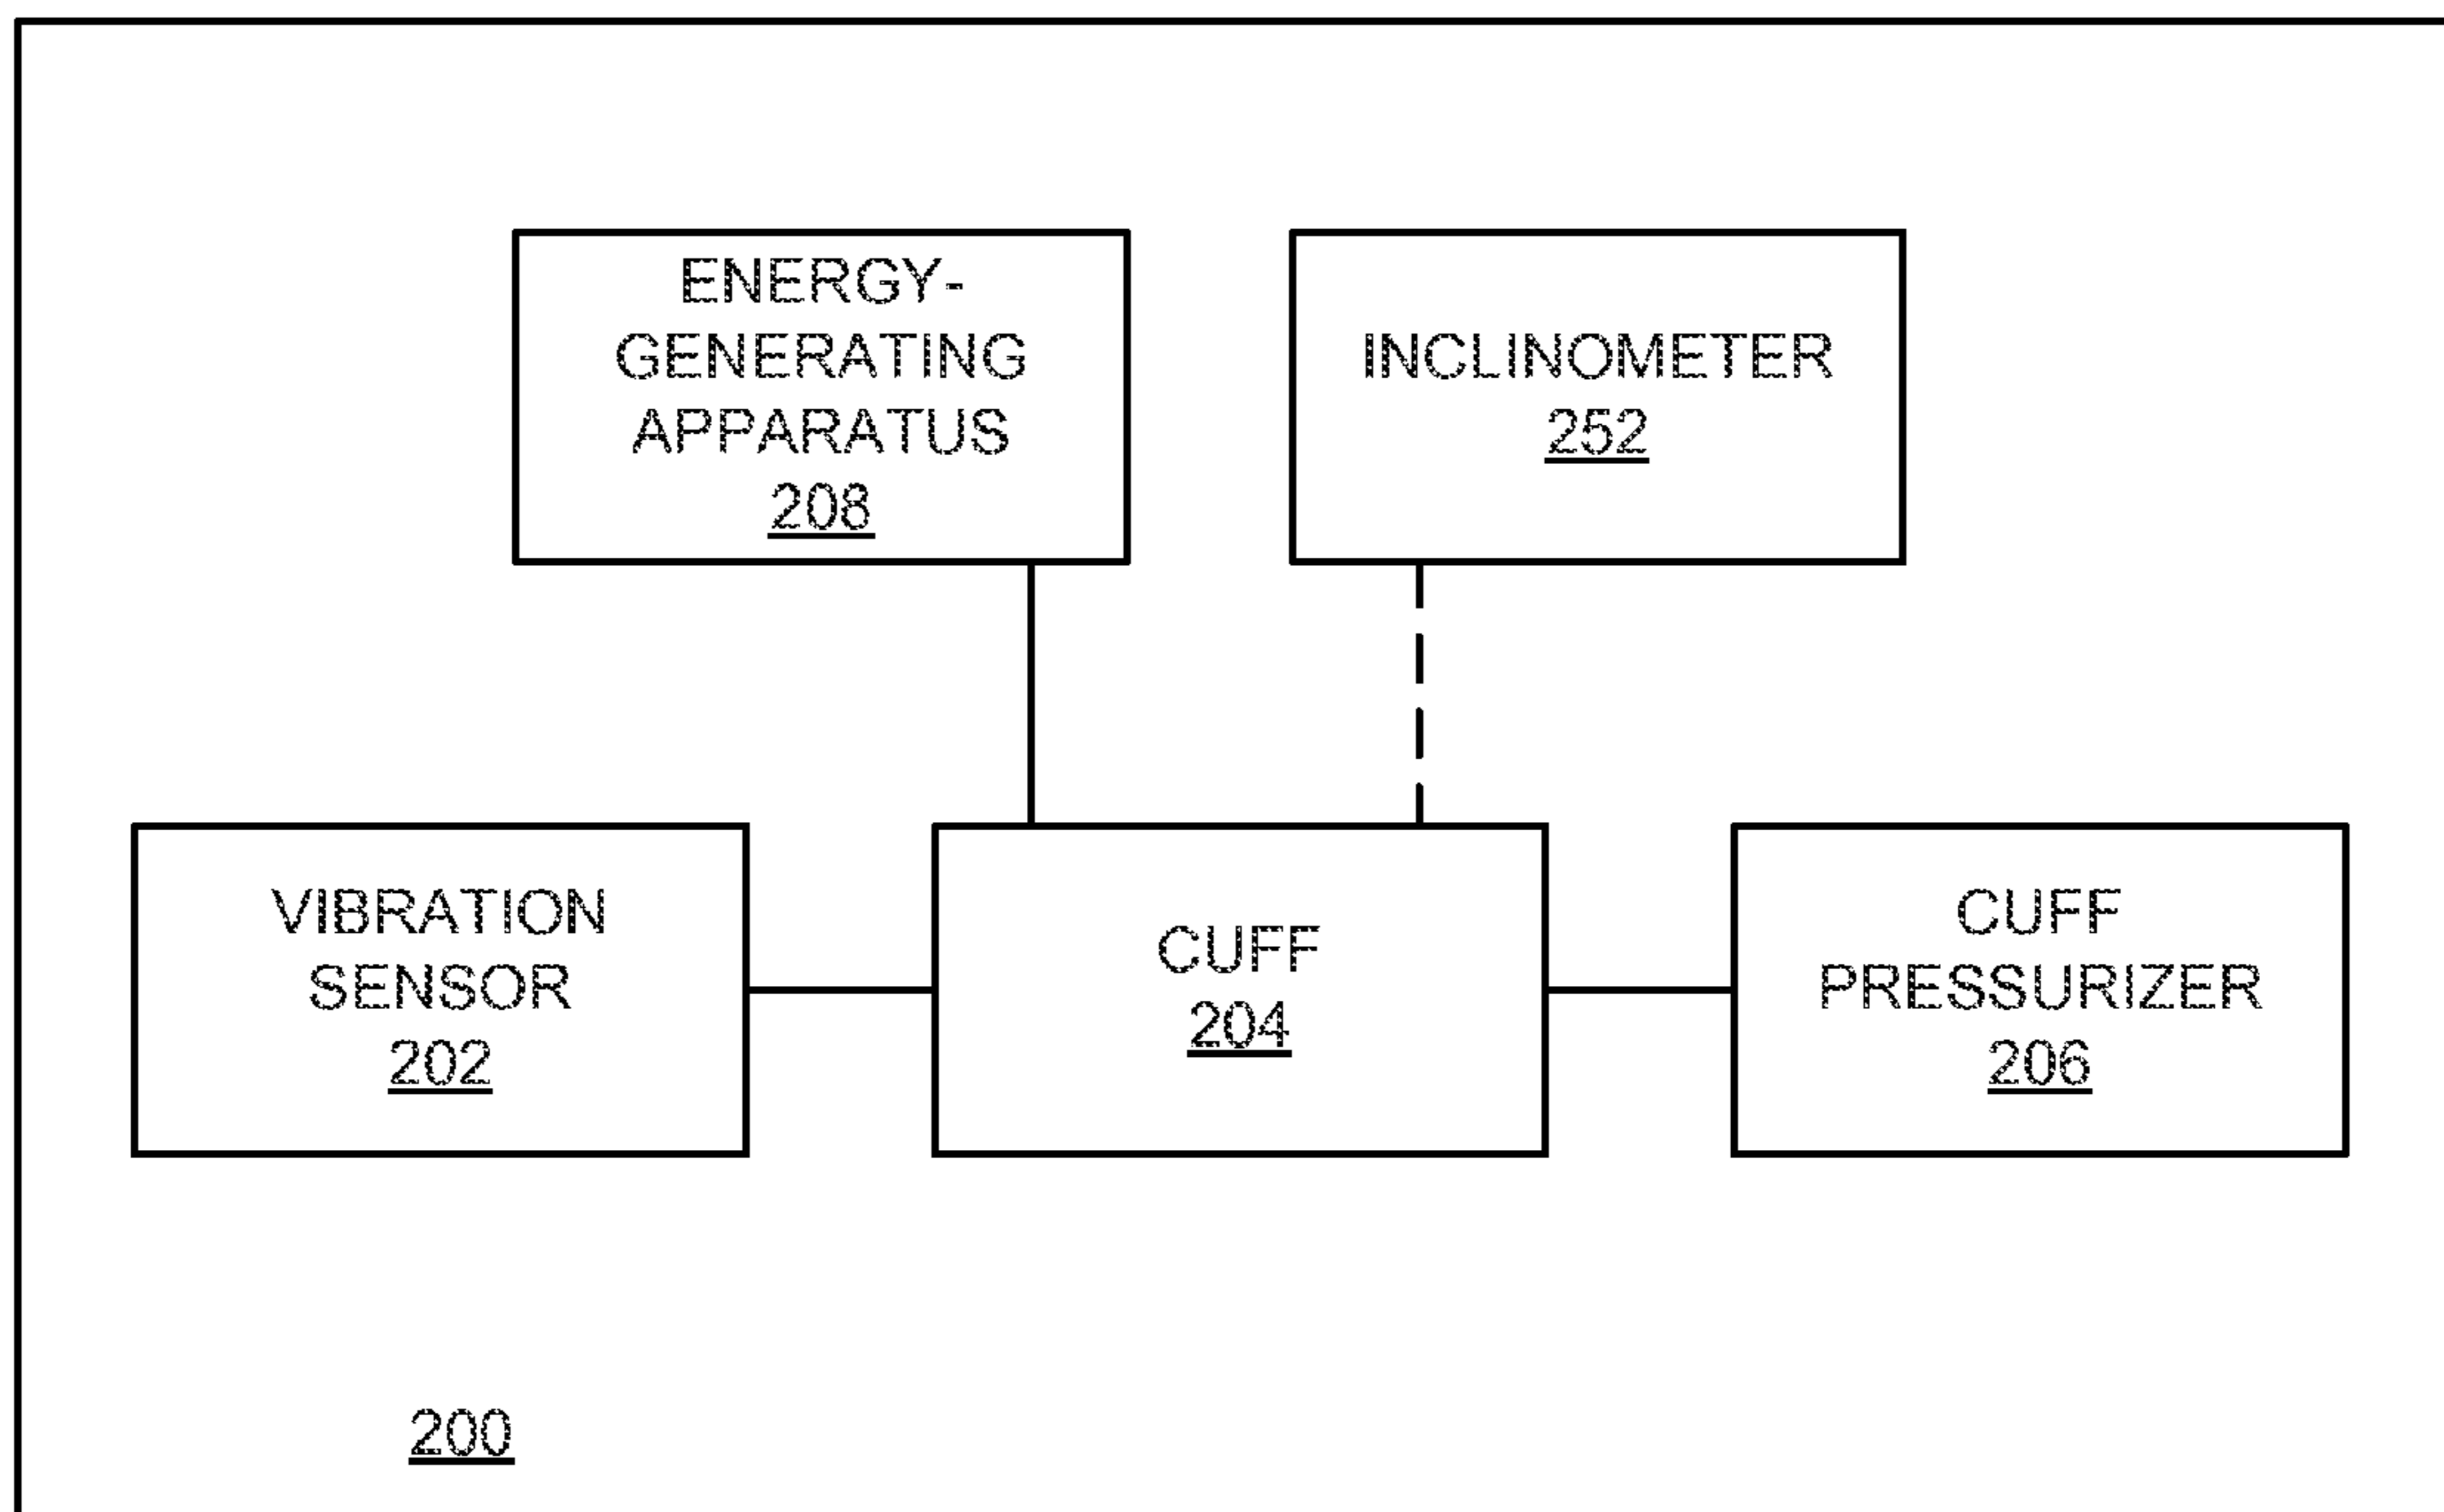 ENERGY-
GENERATING
APPARATUS
208
INCLINOMETER
252
VIBRATION
SENSOR
202
CUFF
204
CUFF
PRESSURIZER
206
200